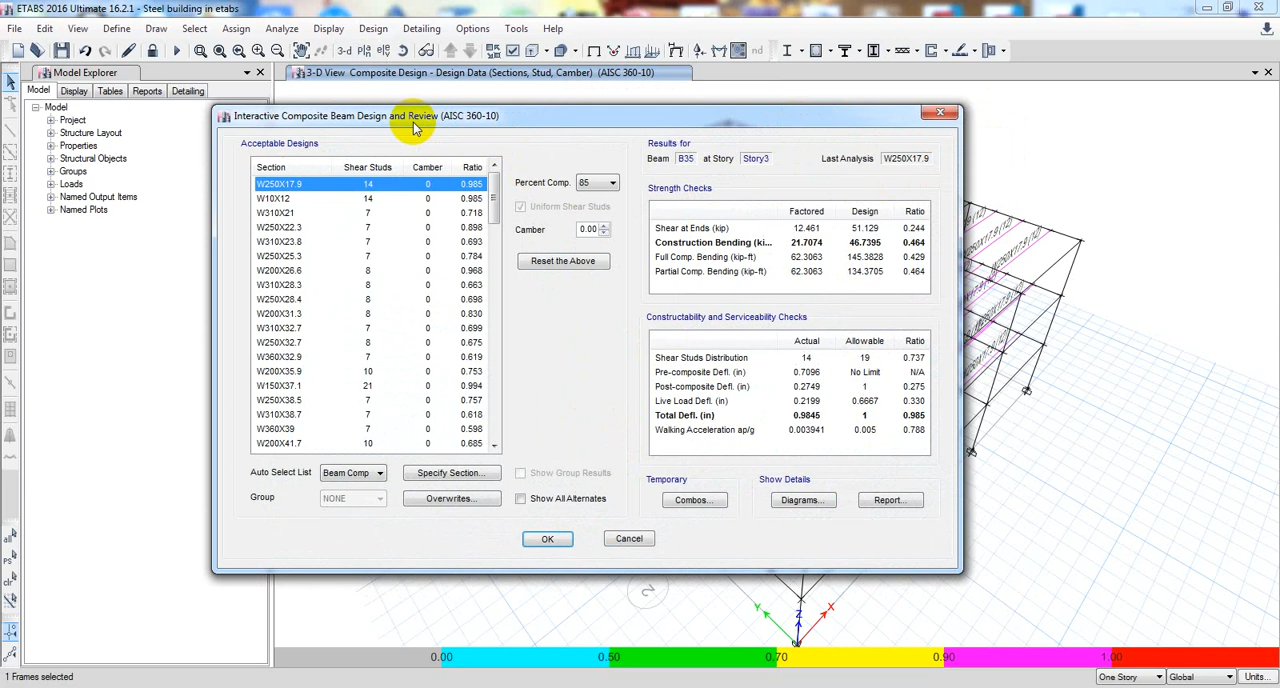 ETABS 2016 Ultimate 16.2.1 - Steel building in etabs
File Edit View Define Draw Select Assign Analyze Display Design Detailing Options Tools Help
3-d nd
Model Explorer
3-D View Composite Design - Design Data (Sections, Stud, Camber) (AISC 360-10)
Model Display Tables Reports Detailing
Model
Project
Structure Layout
Properties
Structural Objects
Groups
Loads
Named Output Items
Named Plots
all
PS
clr
Interactive Composite Beam Design and Review (AISC 360-10)
Acceptable Designs
Section Shear Studs Camber Ratio
W250X17.9 14 0 0.985
W10X12 14 0 0.985
W310X21 7 0 0.718
W250X22.3 7 0 0.898
W310X23.8 7 0 0.693
W250X25.3 7 0 0.784
W200X26.6 8 0 0.968
W310X28.3 8 0 0.663
W250X28.4 8 0 0.698
W200X31.3 8 0 0.830
W310X32.7 7 0 0.699
W250X32.7 8 0 0.675
W360X32.9 7 0 0.619
W200X35.9 10 0 0.753
W150X37.1 21 0 0.994
W250X38.5 7 0 0.757
W310X38.7 7 0 0.618
W360X39 7 0 0.598
W200X41.7 10 0 0.685
Percent Comp. 85
Uniform Shear Studs
Camber 0.00
Reset the Above
Auto Select List Beam Comp Specify Section...
Group NONE Overwrites...
Show Group Results
Show All Alternates
Results for
Beam B35 at Story Story3 Last Analysis W250X17.9
Strength Checks
Factored Design Ratio
Shear at Ends (kip) 12.461 51.129 0.244
Construction Bending (ki... 21.7074 46.7395 0.464
Full Comp. Bending (kip-ft) 62.3063 145.3828 0.429
Partial Comp. Bending (kip-ft) 62.3063 134.3705 0.464
Constructability and Serviceability Checks
Actual Allowable Ratio
Shear Studs Distribution 14 19 0.737
Pre-composite Defl. (in) 0.7096 No Limit N/A
Post-composite Defl. (in) 0.2749 1 0.275
Live Load Defl. (in) 0.2199 0.6667 0.330
Total Defl. (in) 0.9845 1 0.985
Walking Acceleration ap/g 0.003941 0.005 0.788
Temporary
Combos...
Show Details
Diagrams... Report...
OK Cancel
2
Y Z X
0.00 0.50 0.70 0.90 1.00
1 Frames selected
One Story Global Units...